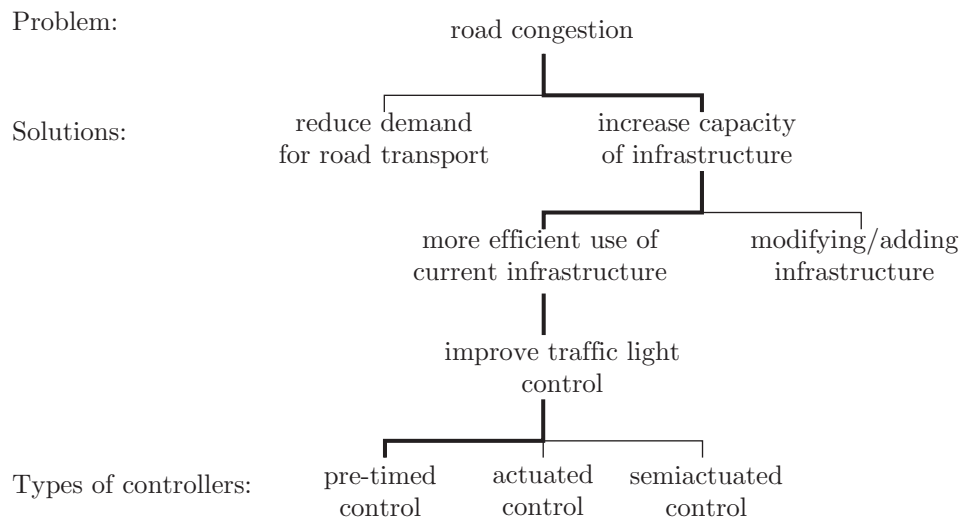 Problem:
road congestion
Solutions:
reduce demand
for road transport
increase capacity
of infrastructure
more efficient use of
current infrastructure
modifying/adding
infrastructure
improve traffic light
control
Types of controllers:
pre-timed
control
actuated
control
semiactuated
control